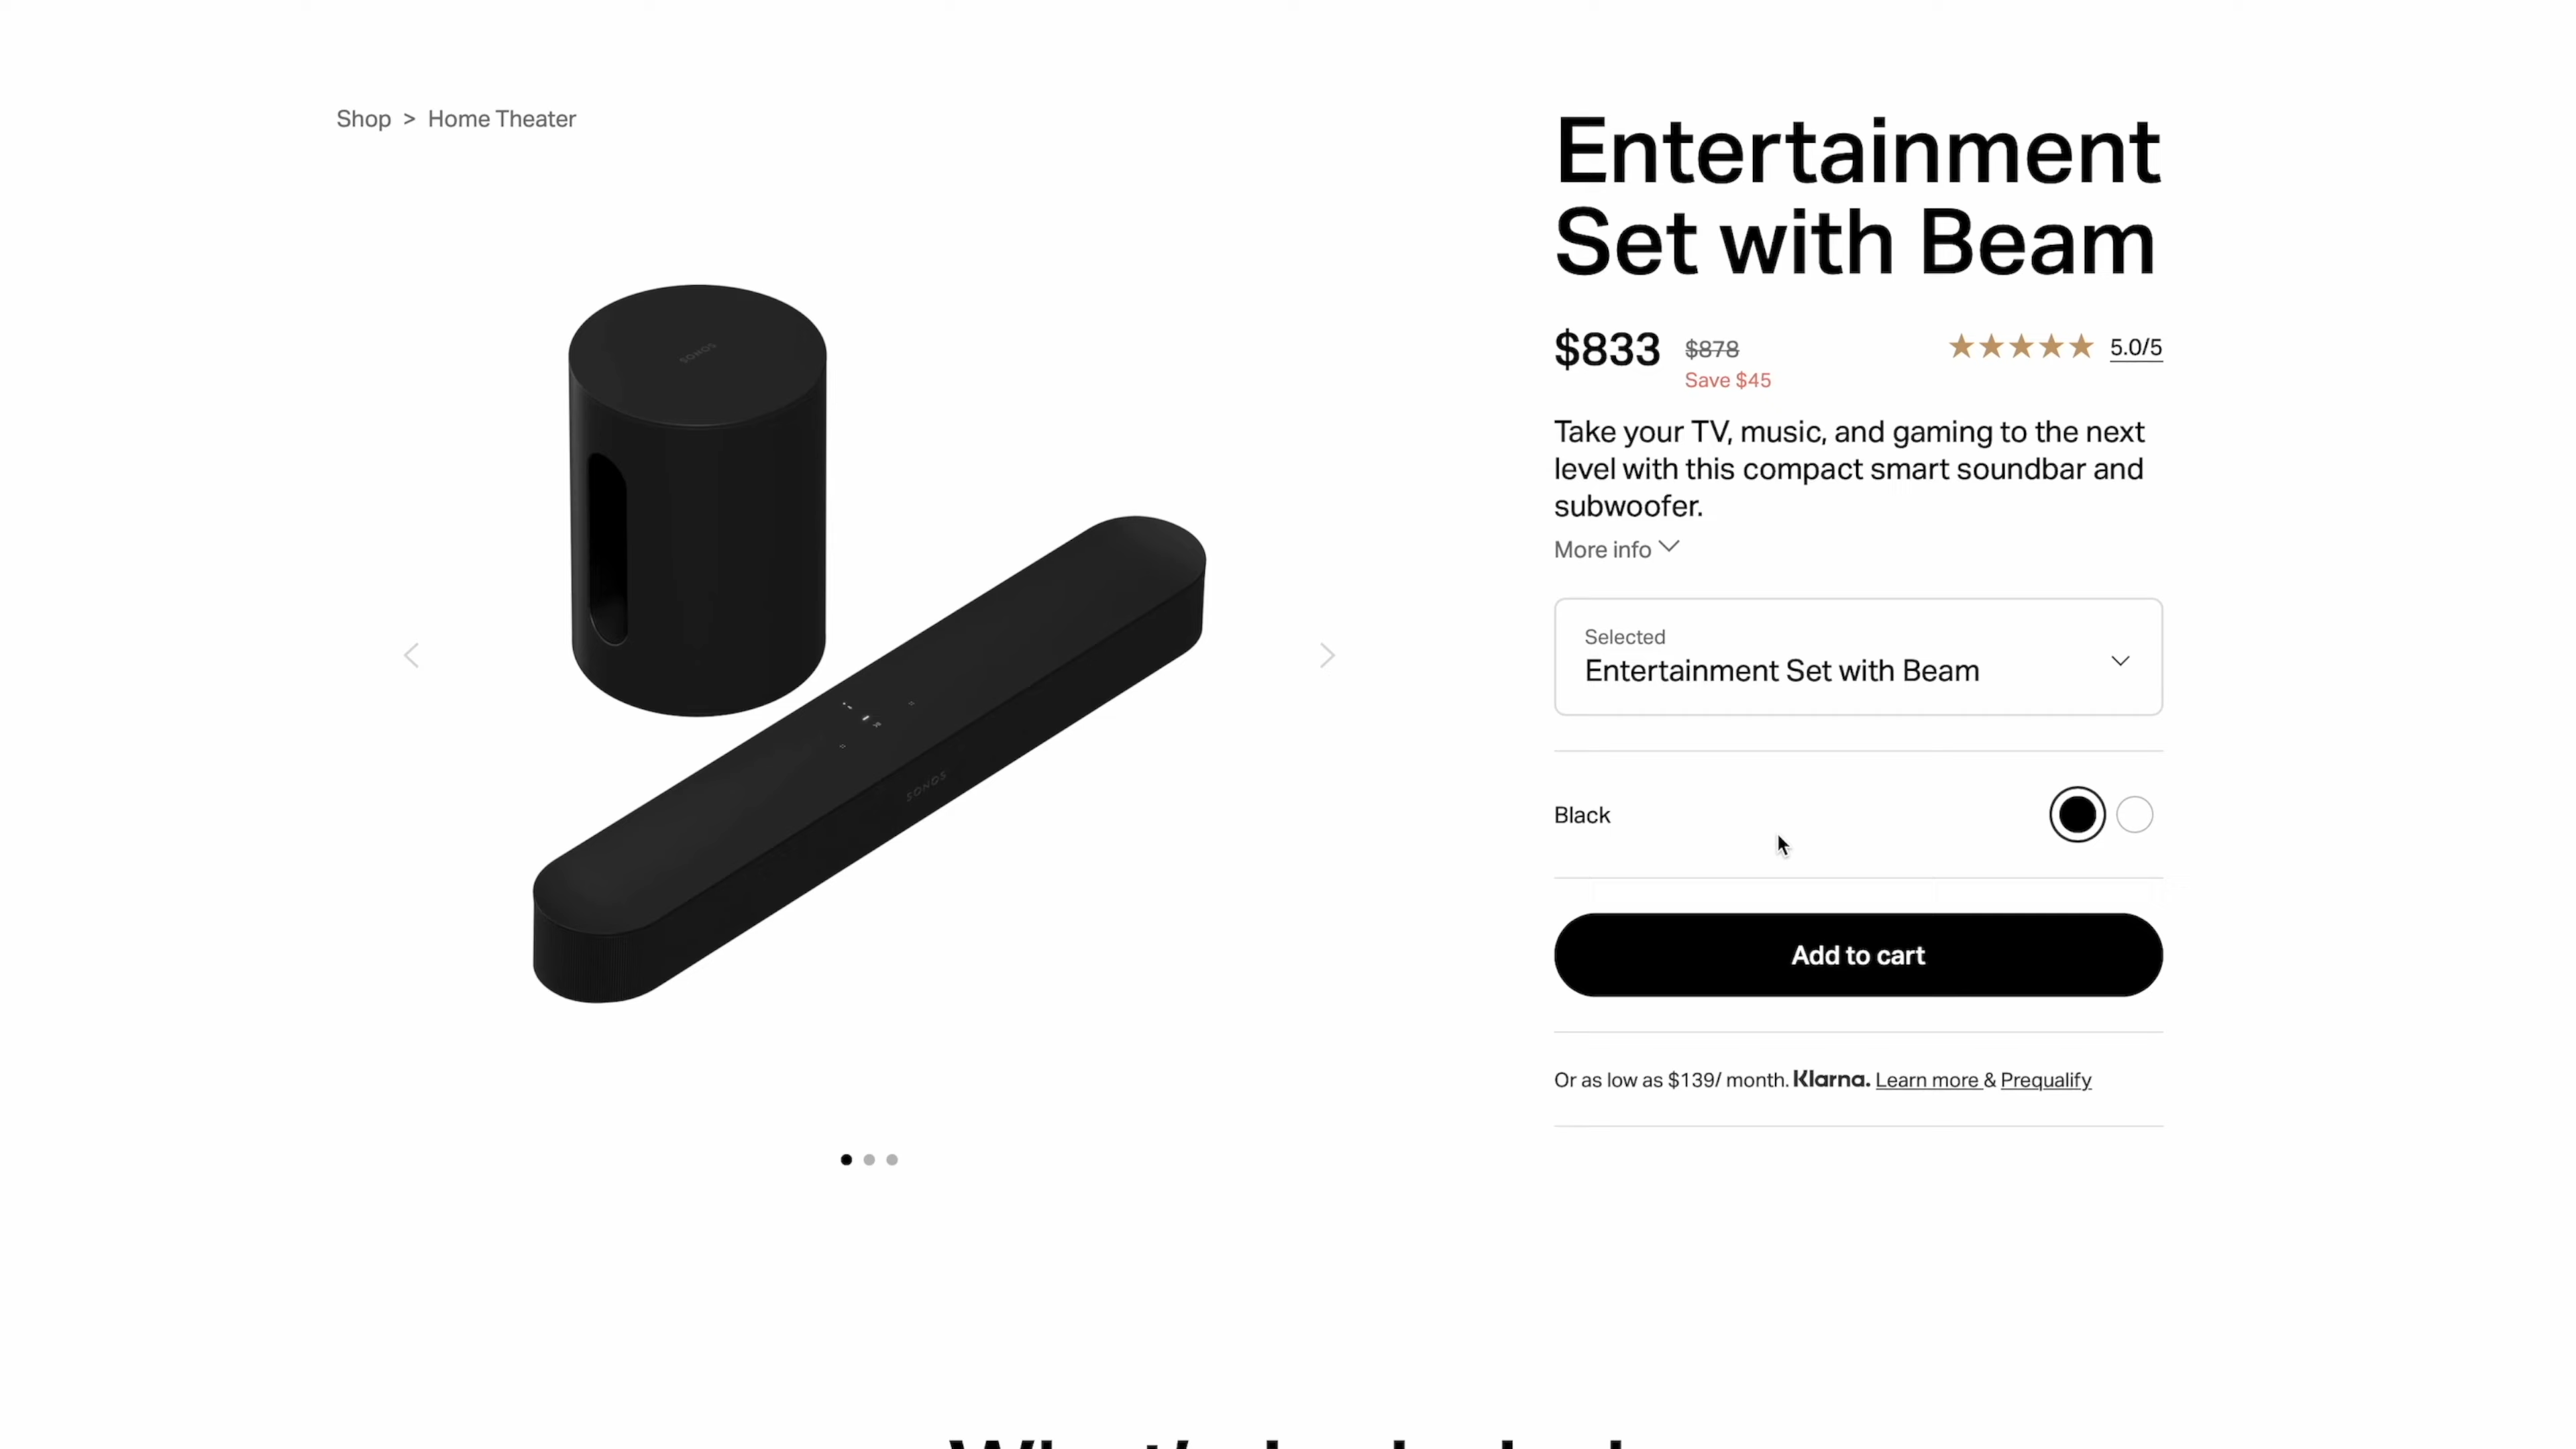 Shop > Home Theater
Entertainment
Set with Beam
$833 $878 5.0/5
Save $45
Take your TV, music, and gaming to the next
level with this compact smart soundbar and
subwoofer.
More info
Selected
Entertainment Set with Beam
SONOS
SONOS
Black
Add to cart
Or as low as $139/ month. Klarna. Learn more & Prequalify